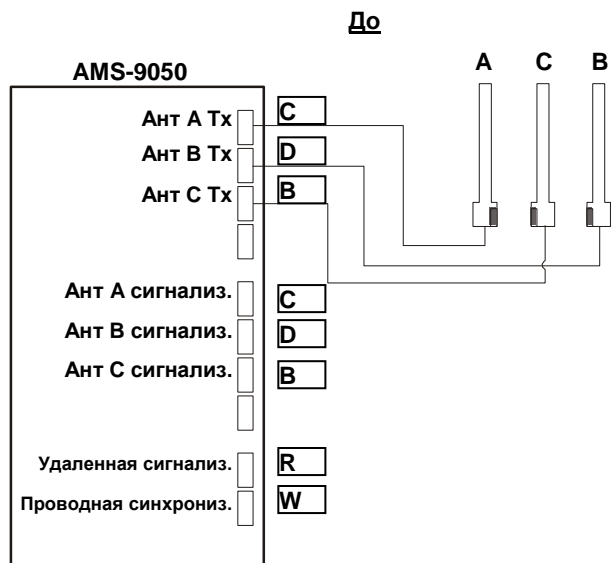 До
AMS-9050
A C B
Ант A Tx C
Ант B Tx D
Ант C Tx B
Ант A сигнализ. C
Ант B сигнализ. D
Ант C сигнализ. B
Удаленная сигнализ. R
Проводная синхрониз. W